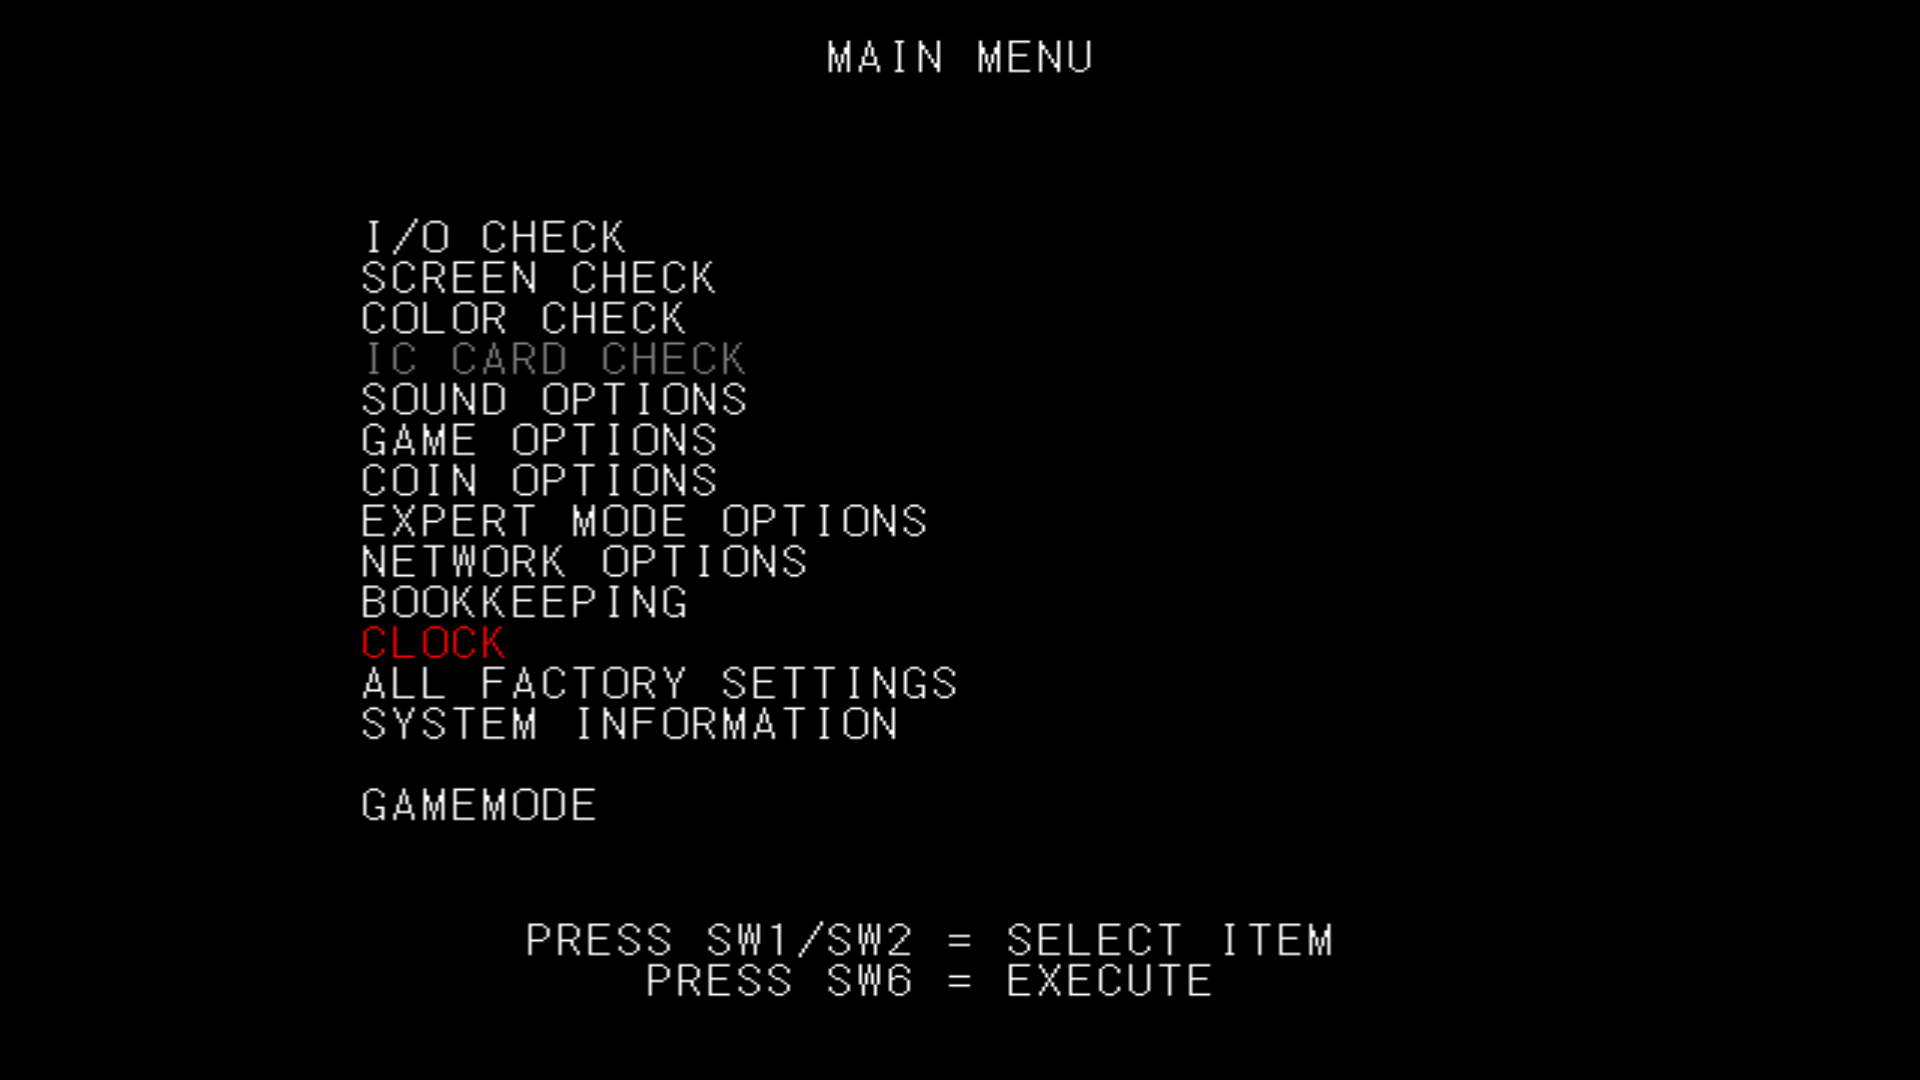 MAIN MENU
I/O CHECK
SCREEN CHECK
COLOR CHECK
IC CARD CHECK
SOUND OPTIONS
GAME OPTIONS
COIN OPTIONS
EXPERT MODE OPTIONS
NETWORK OPTIONS
BOOKKEEPING
CLOCK
ALL FACTORY SETTINGS
SYSTEM INFORMATION
GAMEMODE
PRESS SW1/SW2 = SELECT ITEM
PRESS SW6 = EXECUTE